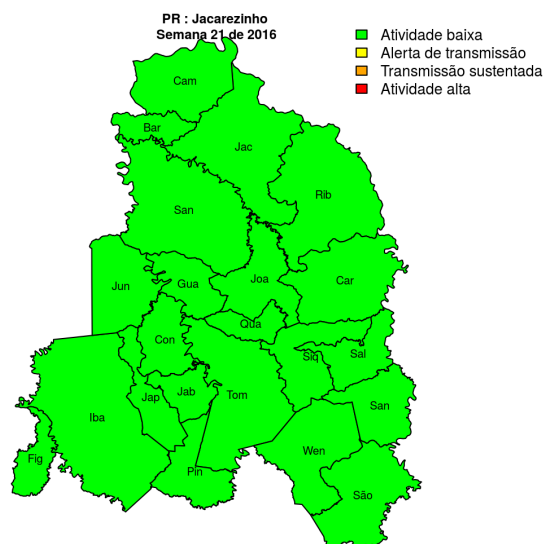 PR : Jacarezinho
Semana 21 de 2016
Atividade baixa
Alerta de transmissão
Transmissão sustentada
Atividade alta
Cam
Bar
Jac
Rib
San
Jun
Gua
Joa
Car
Qua
Con
Siq
Sal
Jap
Jab
Tom
San
Iba
Wen
Fig
Pin
São